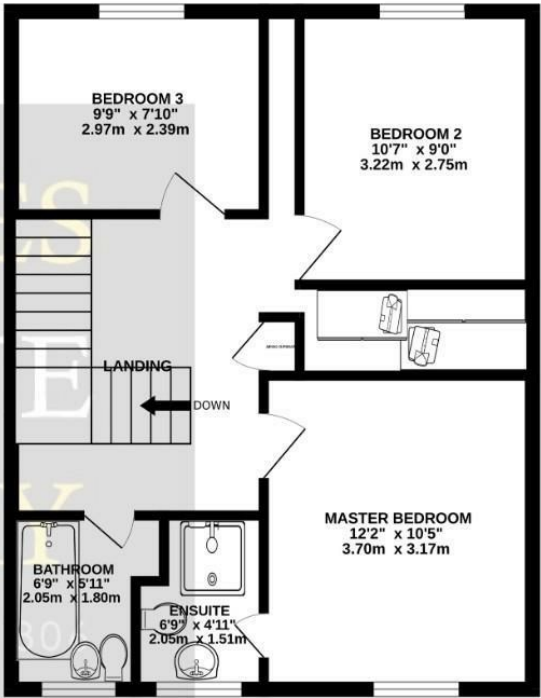 BEDROOM 3
9'9" x 7'10"
2.97m x 2.39m
BEDROOM 2
10'7" x 9'0"
3.22m x 2.75m
LANDING
DOWN
MASTER BEDROOM
12'2" x 10'5"
3.70m x 3.17m
BATHROOM
6'9" x 5'11"
2.05m x 1.80m
ENSUITE
6'9" x 4'11"
2.05m x 1.51m